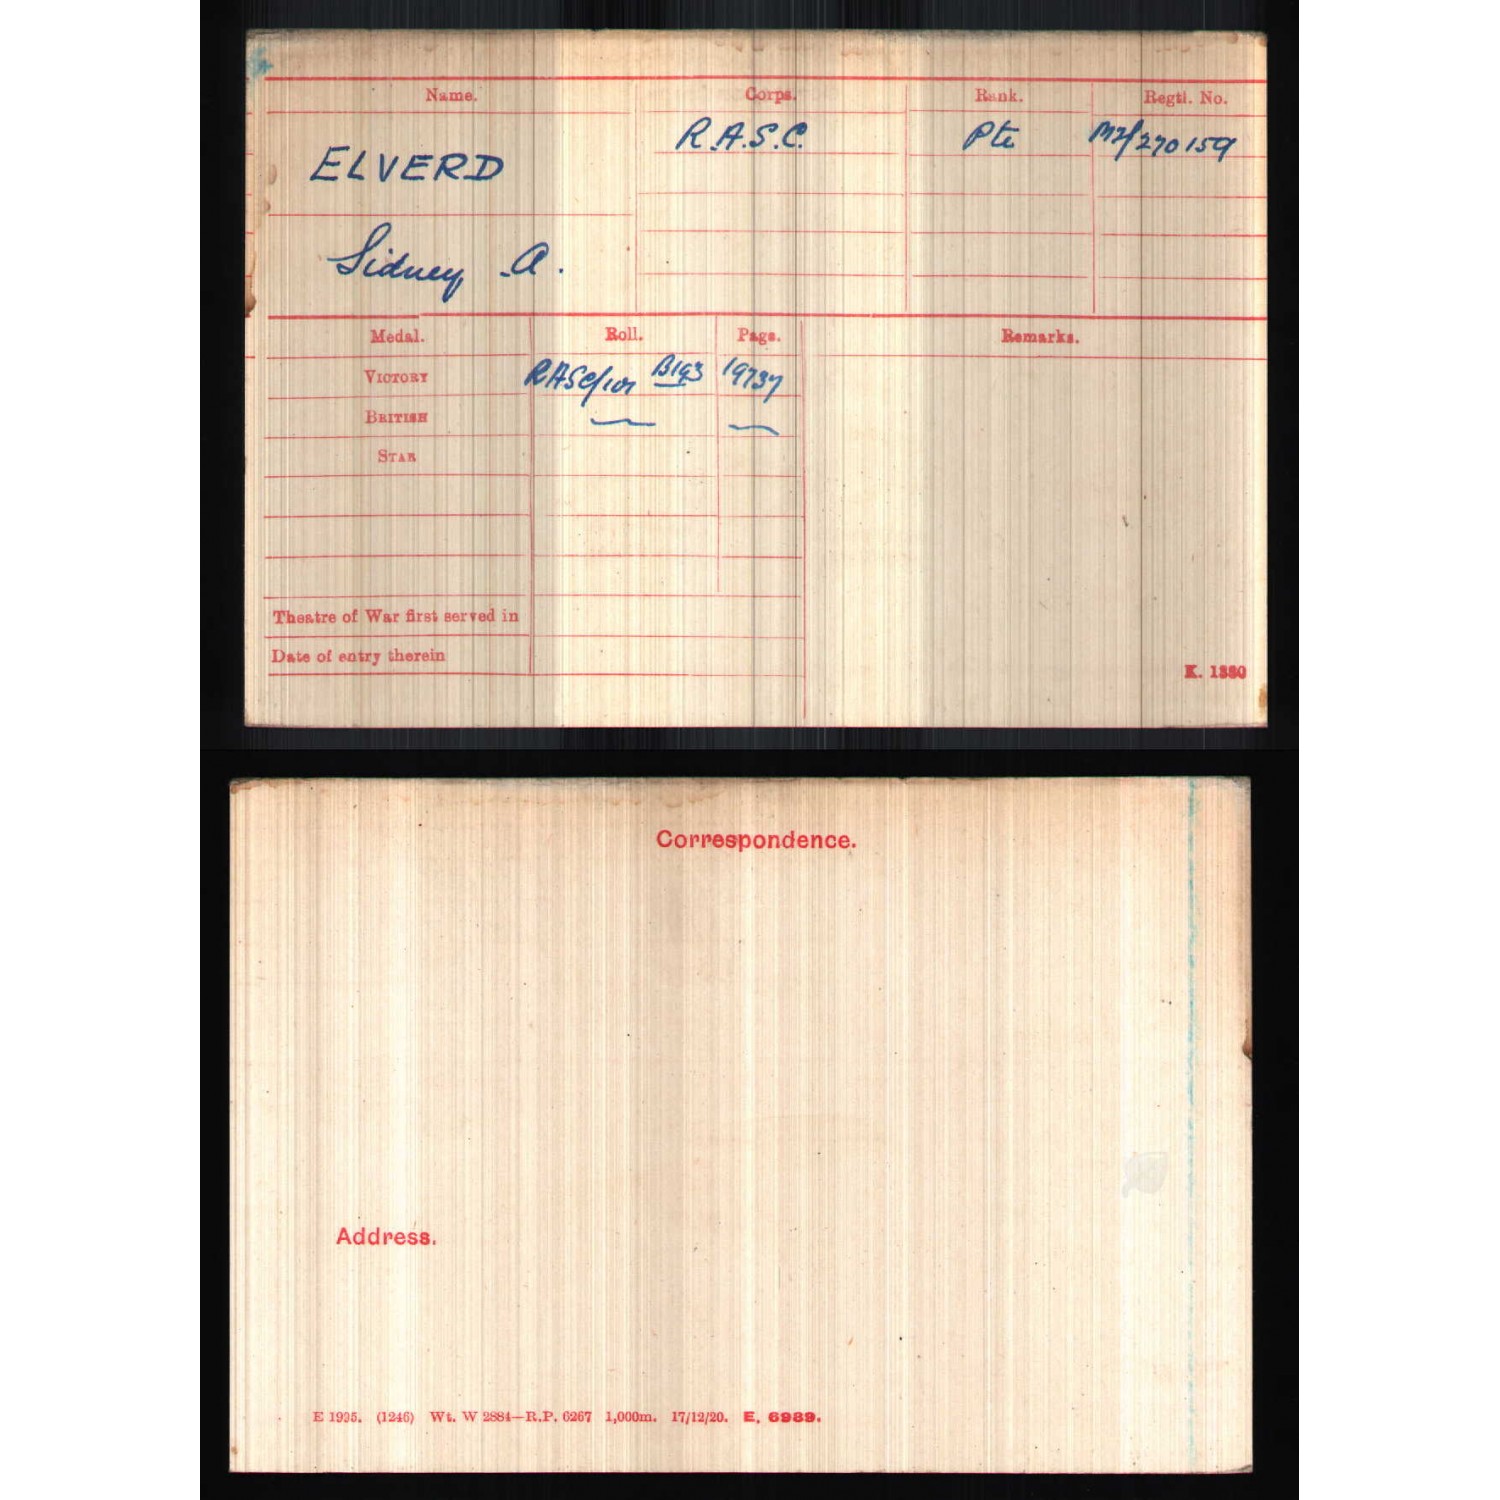 Name. Corps. Rank. Regtl. No.
ELVERD R.A.S.C. Pte M2/270159
Sidney A.
Medal. Roll. Page. Remarks.
VICTORY RASC/101 B193 19737
BRITISH
STAR
Theatre of War first served in
Date of entry therein
K. 1380
Correspondence.
Address.
E 1935. (1246) Wt. W 2884—R.P. 6267 1,000m. 17/12/20. E. 6989.